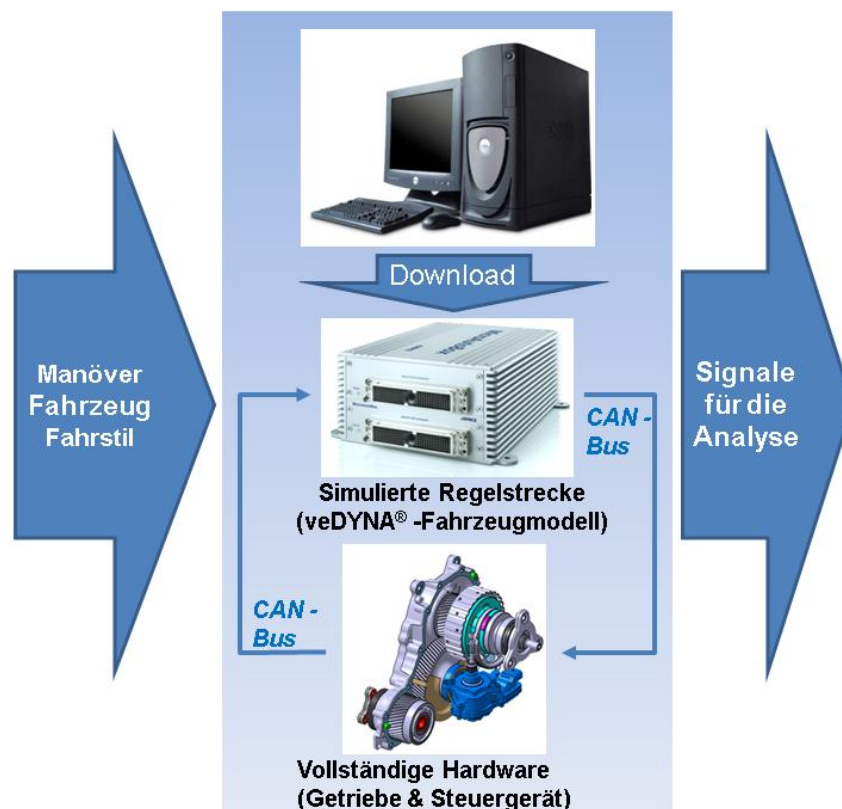 Download
Manöver
Fahrzeug
Fahrstil
Signale
für die
Analyse
CAN -
Bus
Simulierte Regelstrecke
(veDYNA® -Fahrzeugmodell)
CAN -
Bus
Vollständige Hardware
(Getriebe & Steuergerät)